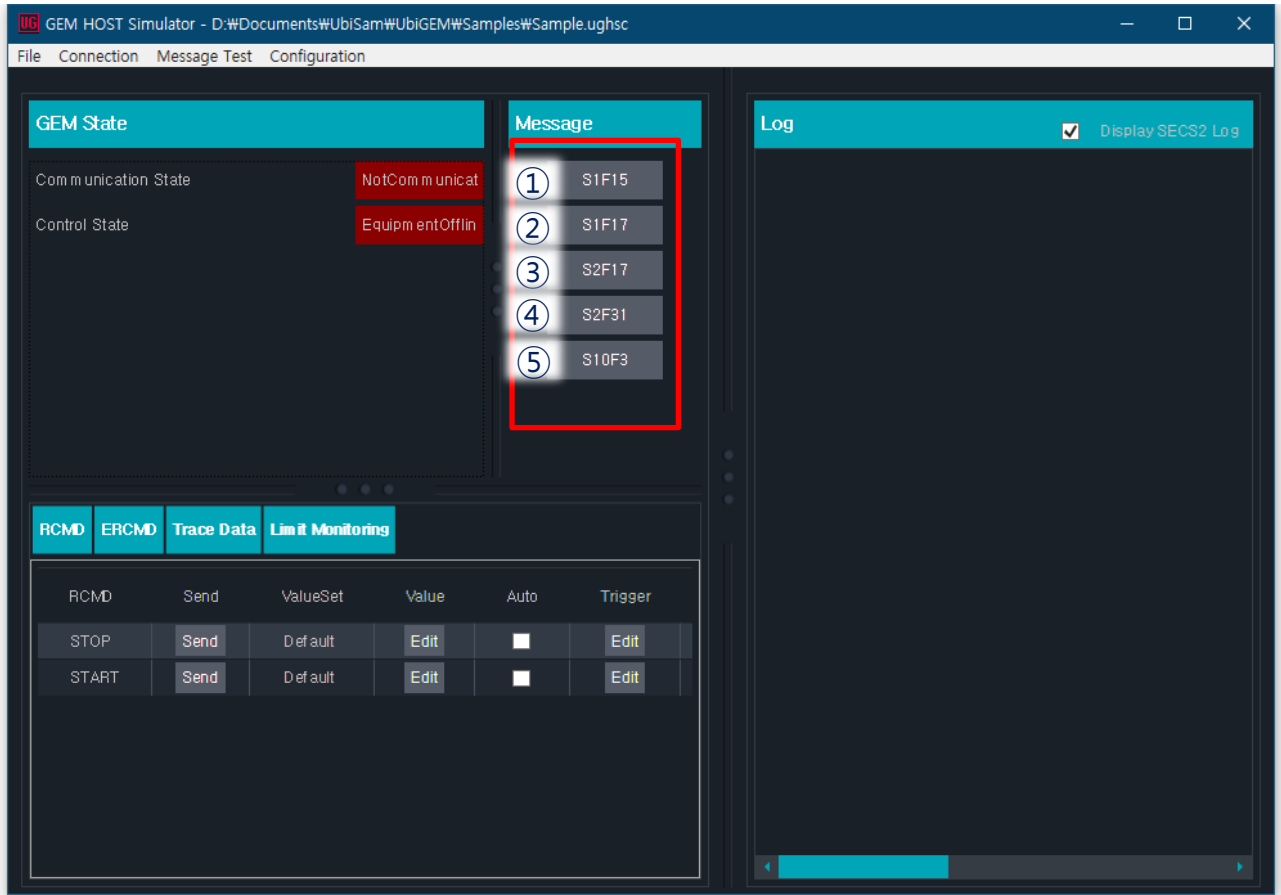 UG GEM HOST Simulator - D:₩Documents₩UbiSam₩UbiGEM₩Samples₩Sample.ughsc
File Connection Message Test Configuration
GEM State
Communication State NotCommunicat
Control State EquipmentOfflin
Message
① S1F15
② S1F17
③ S2F17
④ S2F31
⑤ S10F3
Log
Display SECS2 Log
RCMD ERCMD Trace Data Limit Monitoring
RCMD Send ValueSet Value Auto Trigger
STOP Send Default Edit Edit
START Send Default Edit Edit